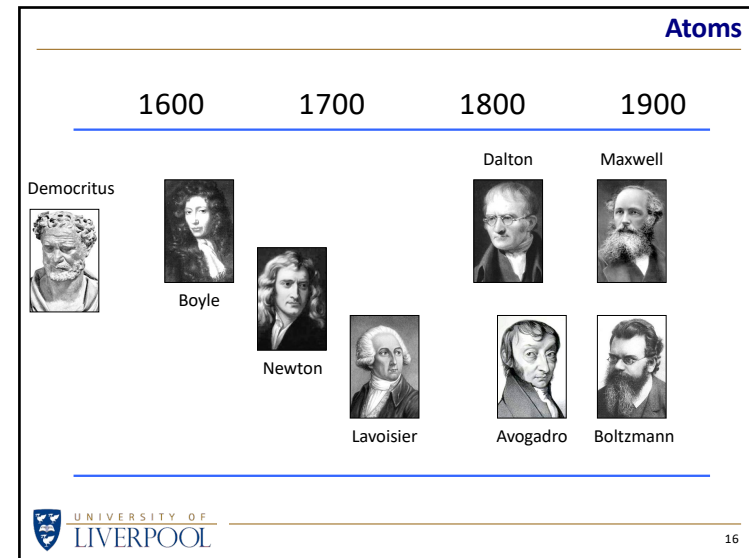 Atoms
1600 1700 1800 1900
Dalton Maxwell
Democritus
Boyle
Newton
Lavoisier Avogadro Boltzmann
UNIVERSITY OF
LIVERPOOL
16